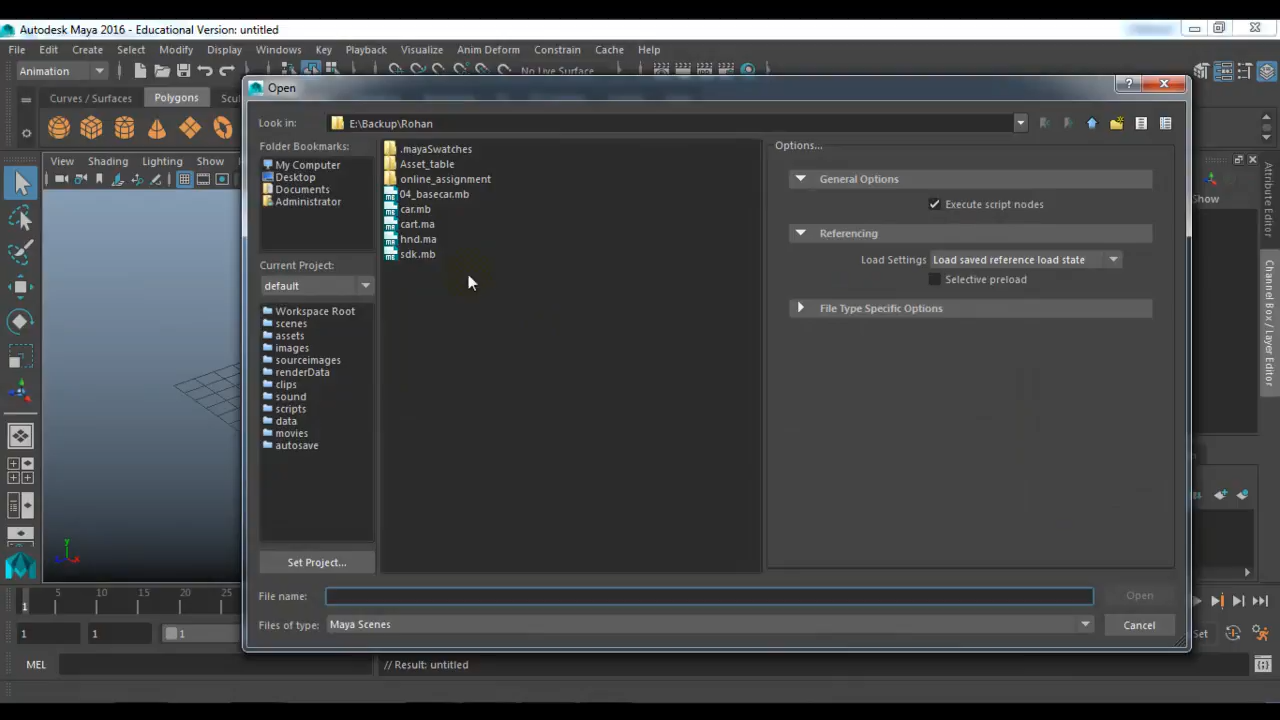 Autodesk Maya 2016 - Educational Version: untitled
File Edit Create Select Modify Display Windows Key Playback Visualize Anim Deform Constrain Cache Help
Animation
No Live Surface
Open
Curves / Surfaces Polygons
Look in: E:\Backup\Rohan
Folder Bookmarks:
My Computer
Desktop
Documents
Administrator
.mayaSwatches
Asset_table
online_assignment
04_basecar.mb
car.mb
cart.ma
hnd.ma
sdk.mb
Options...
General Options
Execute script nodes
Referencing
Load Settings Load saved reference load state
Selective preload
File Type Specific Options
View Shading Lighting Show
Show
Attribute Editor
Channel Box / Layer Editor
Current Project:
default
Workspace Root
scenes
assets
images
sourceimages
renderData
clips
sound
scripts
data
movies
autosave
Set Project...
File name: Open
Files of type: Maya Scenes Cancel
y
x
1 5 10 15 20 25
1 1 1 Set
MEL // Result: untitled